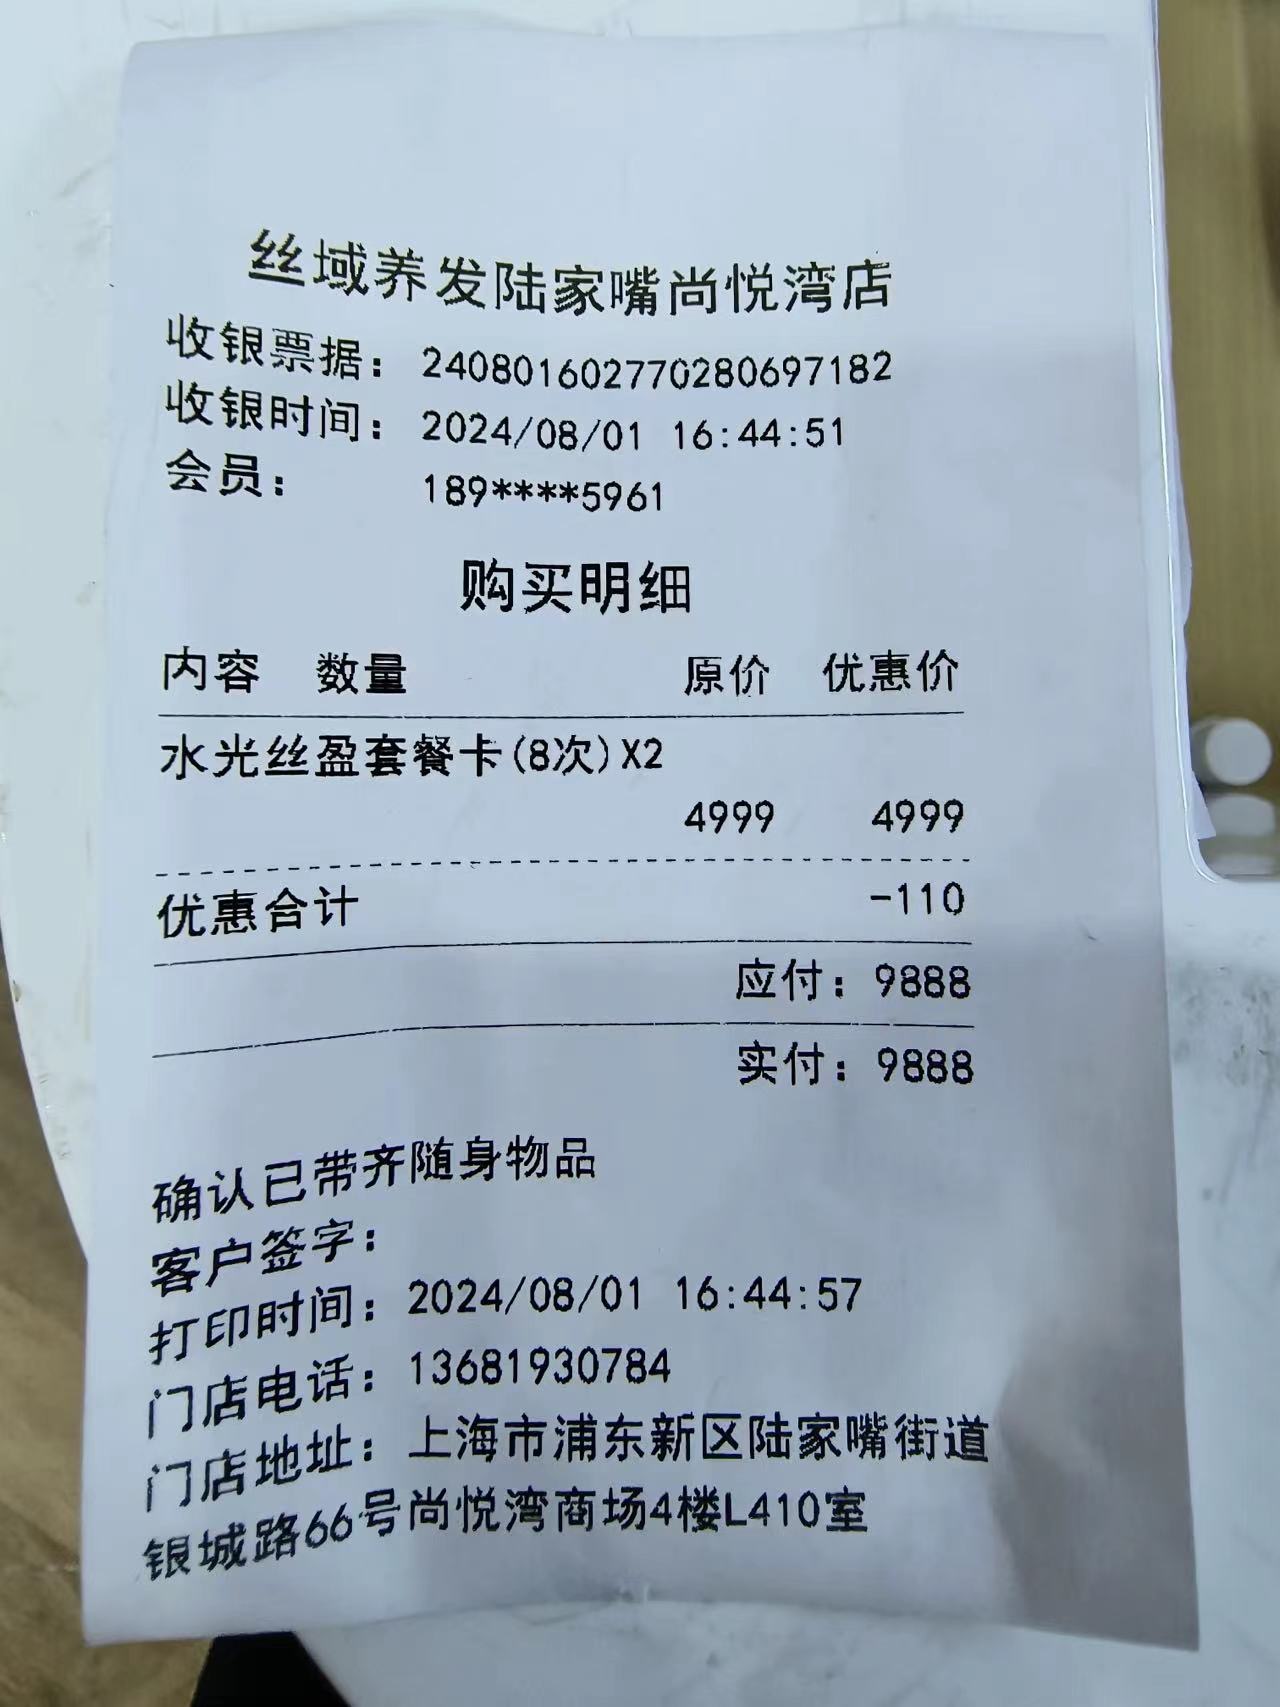 丝域养发陆家嘴尚悦湾店
收银票据：240801602770280697182
收银时间：2024/08/01 16:44:51
会员：189****5961
购买明细
内容 数量 原价 优惠价
水光丝盈套餐卡(8次)X2
4999 4999
优惠合计 -110
应付：9888
实付：9888
确认已带齐随身物品
客户签字：
打印时间：2024/08/01 16:44:57
门店电话：13681930784
门店地址：上海市浦东新区陆家嘴街道
银城路66号尚悦湾商场4楼L410室